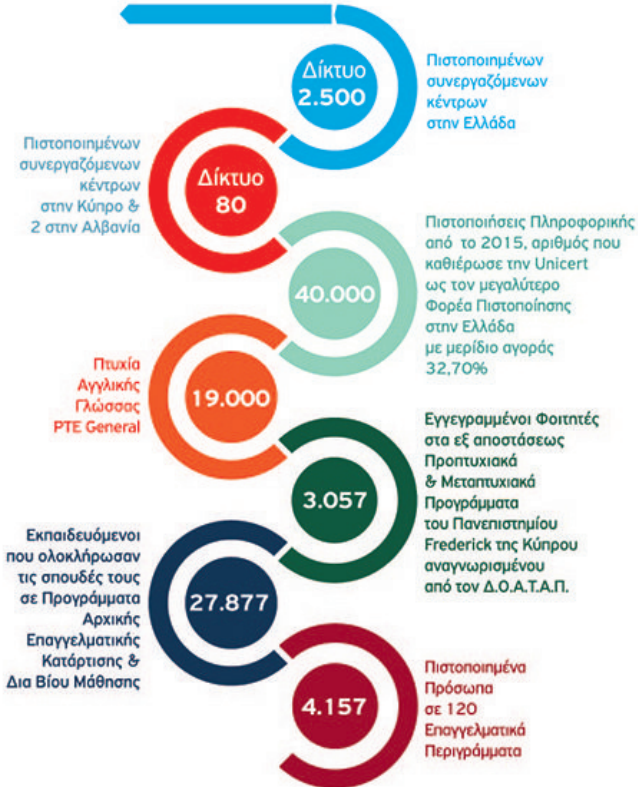 Δίκτυο
2.500
Πιστοποιημένων
συνεργαζόμενων
κέντρων
στην Ελλάδα
Πιστοποιημένων
συνεργαζόμενων
κέντρων
στην Κύπρο &
2 στην Αλβανία
Δίκτυο
80
40.000
Πιστοποιήσεις Πληροφορικής
από το 2015, αριθμός που
καθιέρωσε την Unicert
ως τον μεγαλύτερο
Φορέα Πιστοποίησης
στην Ελλάδα
με μερίδιο αγοράς
32,70%
Πτυχία
Αγγλικής
Γλώσσας
PTE General
19.000
3.057
Εγγεγραμμένοι Φοιτητές
στα εξ αποστάσεως
Προπτυχιακά
& Μεταπτυχιακά
Προγράμματα
του Πανεπιστημίου
Frederick της Κύπρου
αναγνωρισμένου
από τον Δ.Ο.Α.Τ.Α.Π.
Εκπαιδευόμενοι
που ολοκλήρωσαν
τις σπουδές τους
σε Προγράμματα
Αρχικής
Επαγγελματικής
Κατάρτισης &
Δια Βίου Μάθησης
27.877
4.157
Πιστοποιημένα
Πρόσωπα
σε 120
Επαγγελματικά
Περιγράμματα